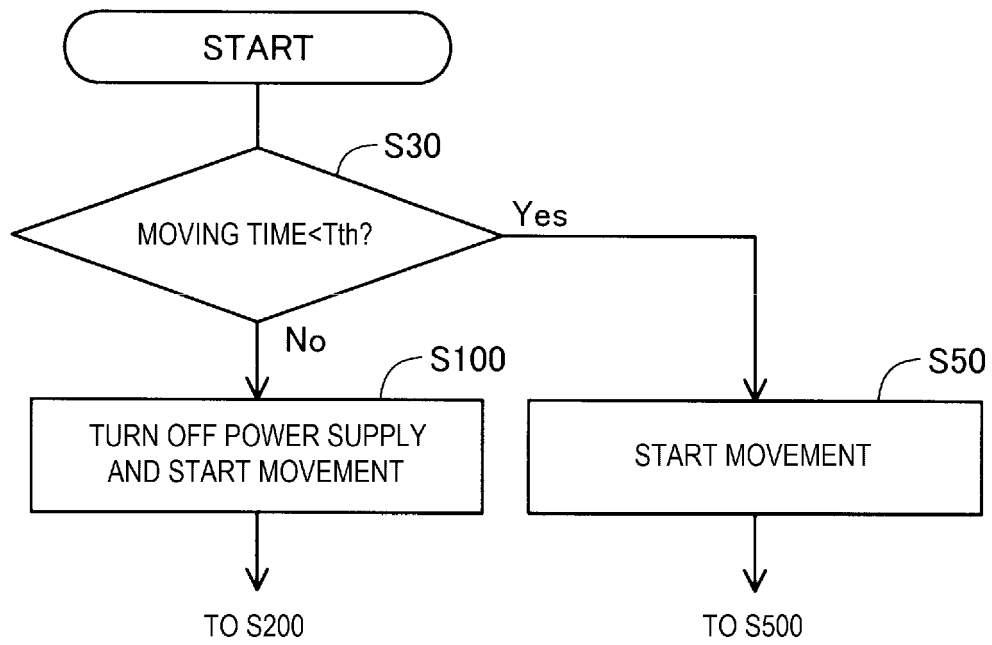 START
S30
MOVING TIME<Tth?
Yes
No
S100
S50
TURN OFF POWER SUPPLY
AND START MOVEMENT
START MOVEMENT
TO S200
TO S500